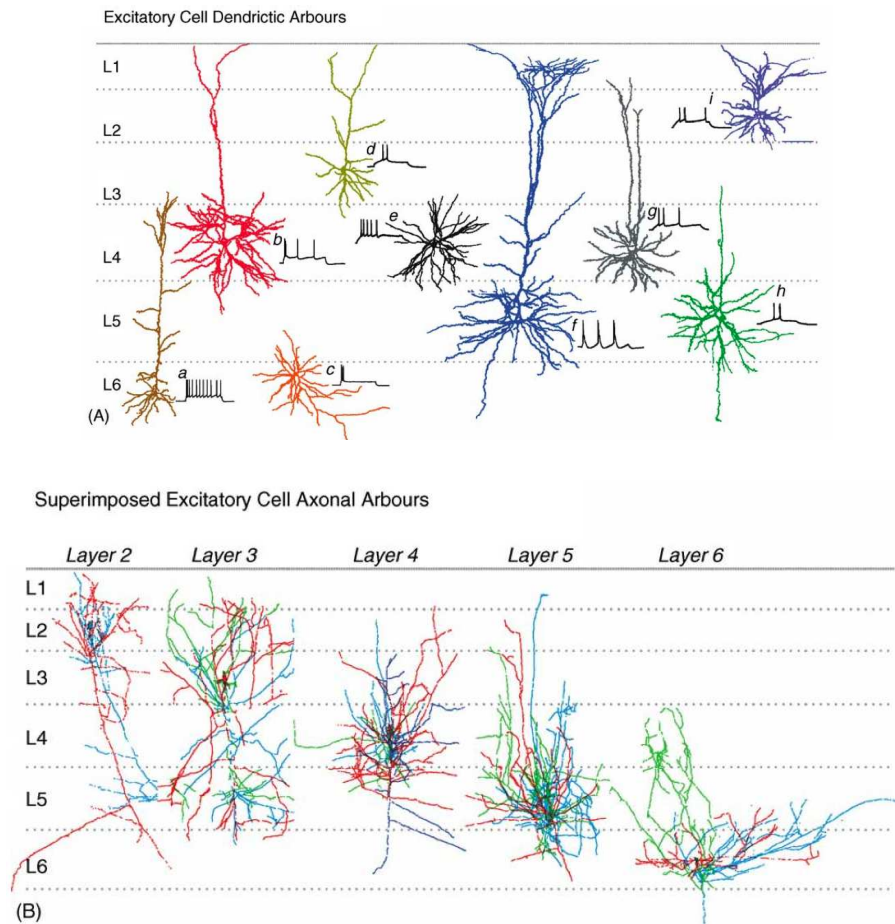 Excitatory Cell Dendrictic Arbours
L1
i
L2
d
L3
e
g
b
L4
h
L5
f
a
c
L6
(A)
Superimposed Excitatory Cell Axonal Arbours
Layer 2 Layer 3 Layer 4 Layer 5 Layer 6
L1
L2
L3
L4
L5
L6
(B)